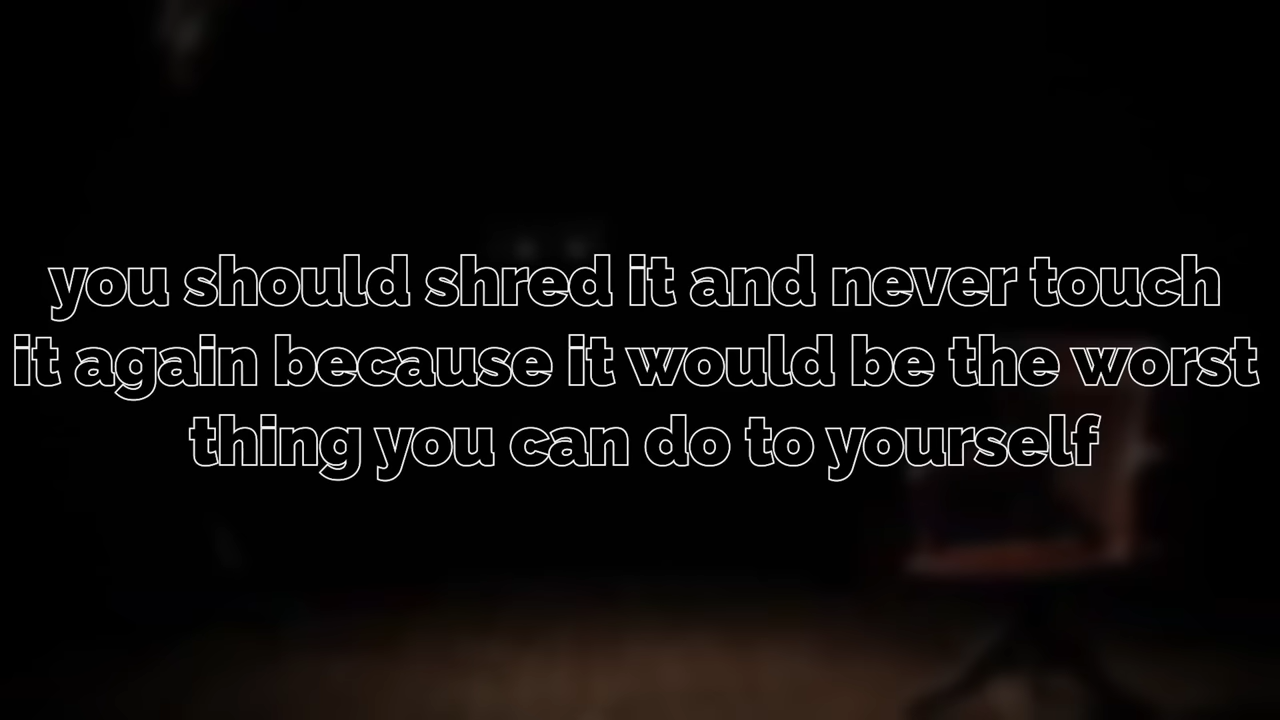 you should shred it and never touch
it again because it would be the worst
thing you can do to yourself